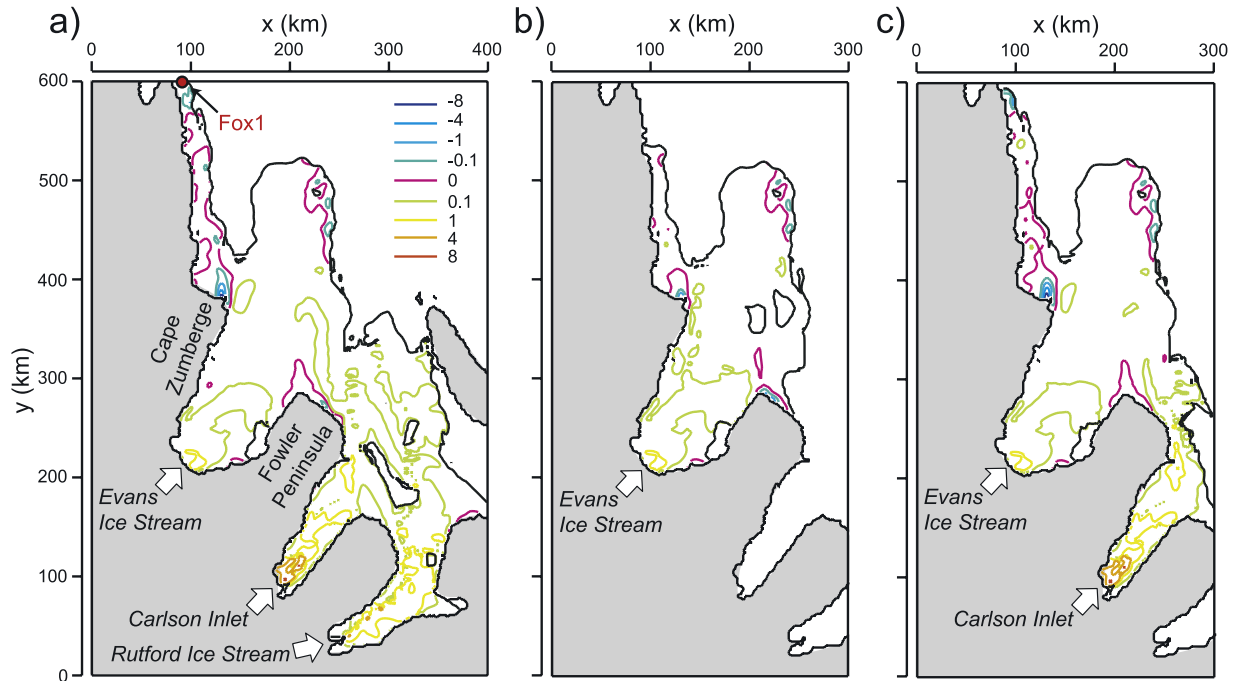 a)
x (km)
0 100 200 300 400
b)
x (km)
0 100 200 300
c)
x (km)
100 200 300
600
500
400
300
200
100
0
y (km)
Fox1
-8
-4
-1
-0.1
0
0.1
1
4
8
Cape
Zumberge
Fowler
Peninsula
Evans
Ice Stream
Carlson Inlet
Rutford Ice Stream
Evans
Ice Stream
Evans
Ice Stream
Carlson Inlet